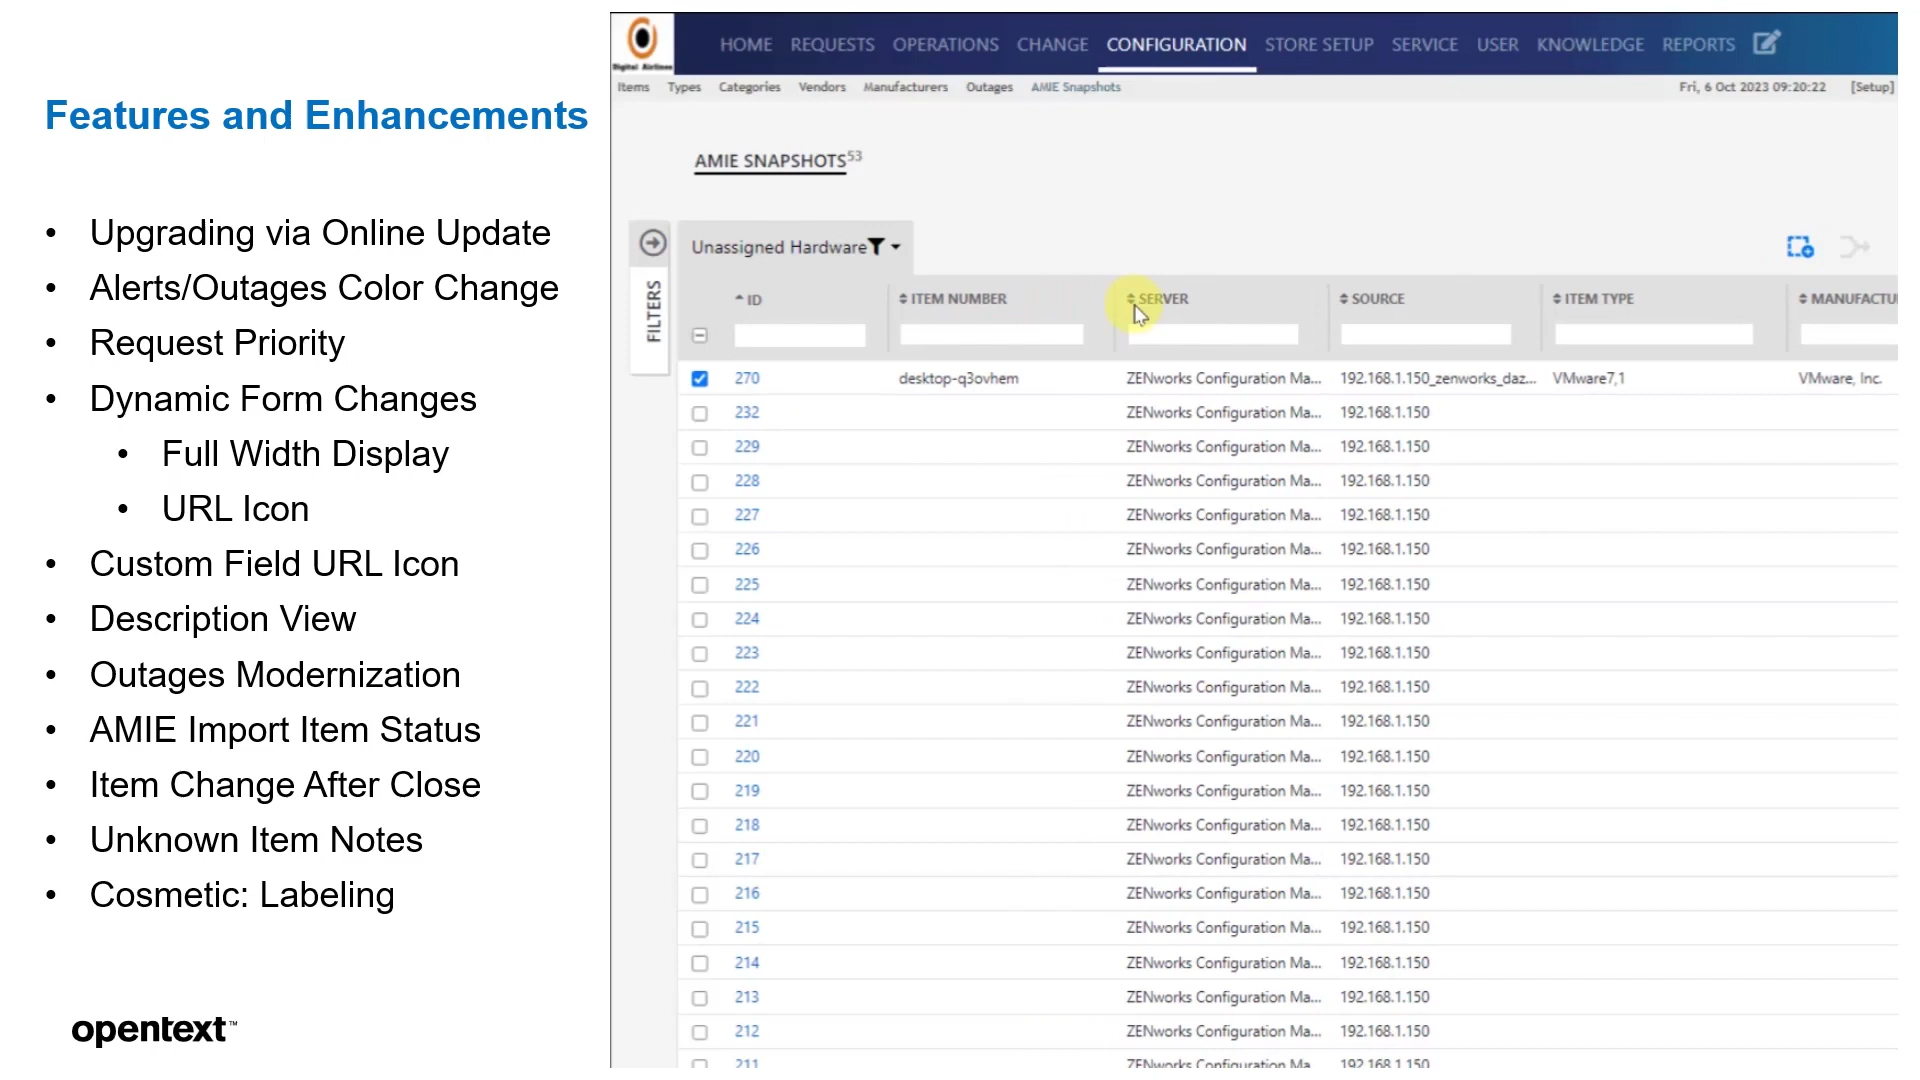 Features and Enhancements
• Upgrading via Online Update
• Alerts/Outages Color Change
• Request Priority
• Dynamic Form Changes
• Full Width Display
• URL Icon
• Custom Field URL Icon
• Description View
• Outages Modernization
• AMIE Import Item Status
• Item Change After Close
• Unknown Item Notes
• Cosmetic: Labeling
opentext™
Digital Airlines
HOME REQUESTS OPERATIONS CHANGE CONFIGURATION STORE SETUP SERVICE USER KNOWLEDGE REPORTS
Items Types Categories Vendors Manufacturers Outages AMIE Snapshots Fri, 6 Oct 2023 09:20:22 [Setup]
AMIE SNAPSHOTS53
FILTERS
Unassigned Hardware
ID ITEM NUMBER SERVER SOURCE ITEM TYPE MANUFACTU
270 desktop-q3ovhem ZENworks Configuration Ma... 192.168.1.150_zenworks_daz... VMware7,1 VMware, Inc.
232 ZENworks Configuration Ma... 192.168.1.150
229 ZENworks Configuration Ma... 192.168.1.150
228 ZENworks Configuration Ma... 192.168.1.150
227 ZENworks Configuration Ma... 192.168.1.150
226 ZENworks Configuration Ma... 192.168.1.150
225 ZENworks Configuration Ma... 192.168.1.150
224 ZENworks Configuration Ma... 192.168.1.150
223 ZENworks Configuration Ma... 192.168.1.150
222 ZENworks Configuration Ma... 192.168.1.150
221 ZENworks Configuration Ma... 192.168.1.150
220 ZENworks Configuration Ma... 192.168.1.150
219 ZENworks Configuration Ma... 192.168.1.150
218 ZENworks Configuration Ma... 192.168.1.150
217 ZENworks Configuration Ma... 192.168.1.150
216 ZENworks Configuration Ma... 192.168.1.150
215 ZENworks Configuration Ma... 192.168.1.150
214 ZENworks Configuration Ma... 192.168.1.150
213 ZENworks Configuration Ma... 192.168.1.150
212 ZENworks Configuration Ma... 192.168.1.150
211 ZENworks Configuration Ma... 192.168.1.150